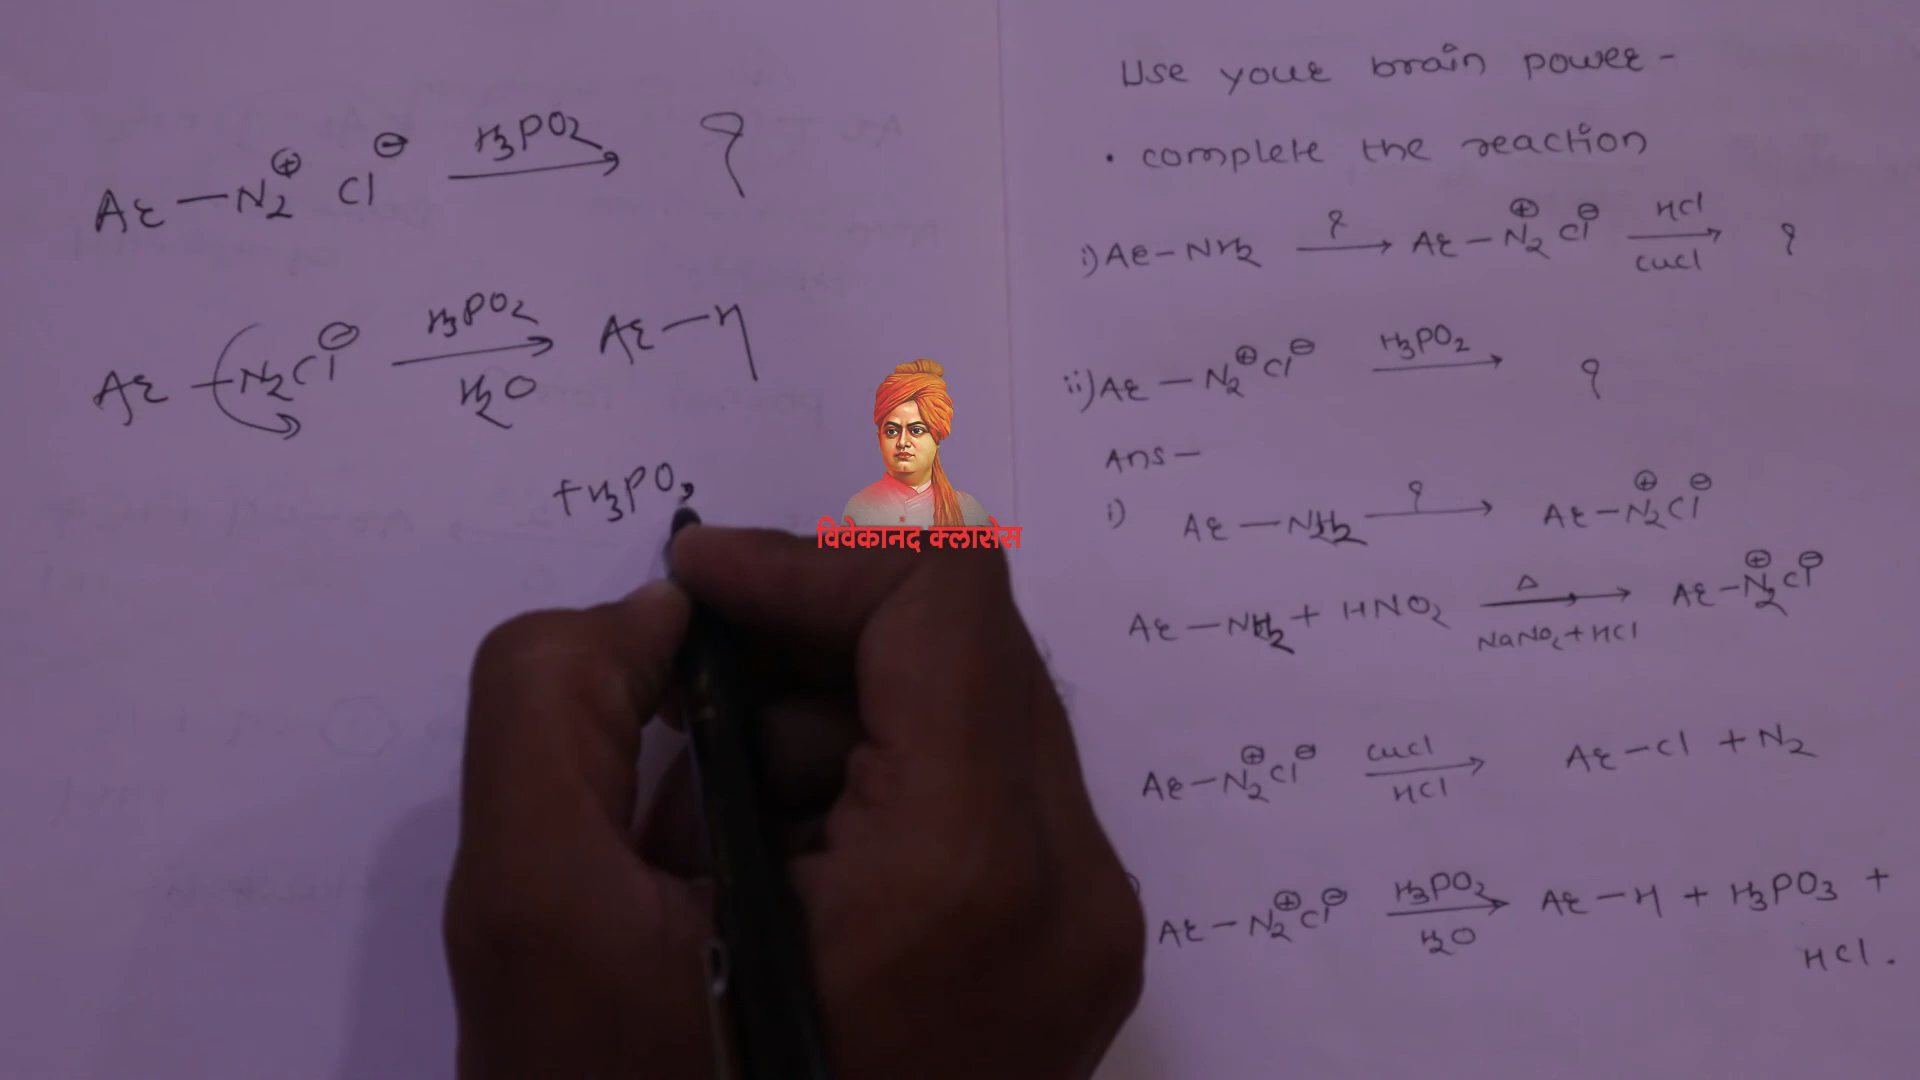 Ar — N₂⊕ Cl⊖ —H₃PO₂→ ?
Ar — N₂Cl⊖ —H₃PO₂/H₂O→ Ar — H
+ H₃PO₃
विवेकानंद क्लासेस
Use your brain power -
• complete the reaction
i) Ar - NH₂ —?→ Ar - N₂⊕ Cl⊖ —HCl/CuCl→ ?
ii) Ar - N₂⊕ Cl⊖ —H₃PO₂→ ?
Ans —
i) Ar - NH₂ —?→ Ar - N₂⊕Cl⊖
Ar - NH₂ + HNO₂ —Δ/NaNO₂ + HCl→ Ar - N₂⊕Cl⊖
Ar - N₂⊕Cl⊖ —CuCl/HCl→ Ar - Cl + N₂
Ar - N₂⊕Cl⊖ —H₃PO₂/H₂O→ Ar - H + H₃PO₃ +
HCl.